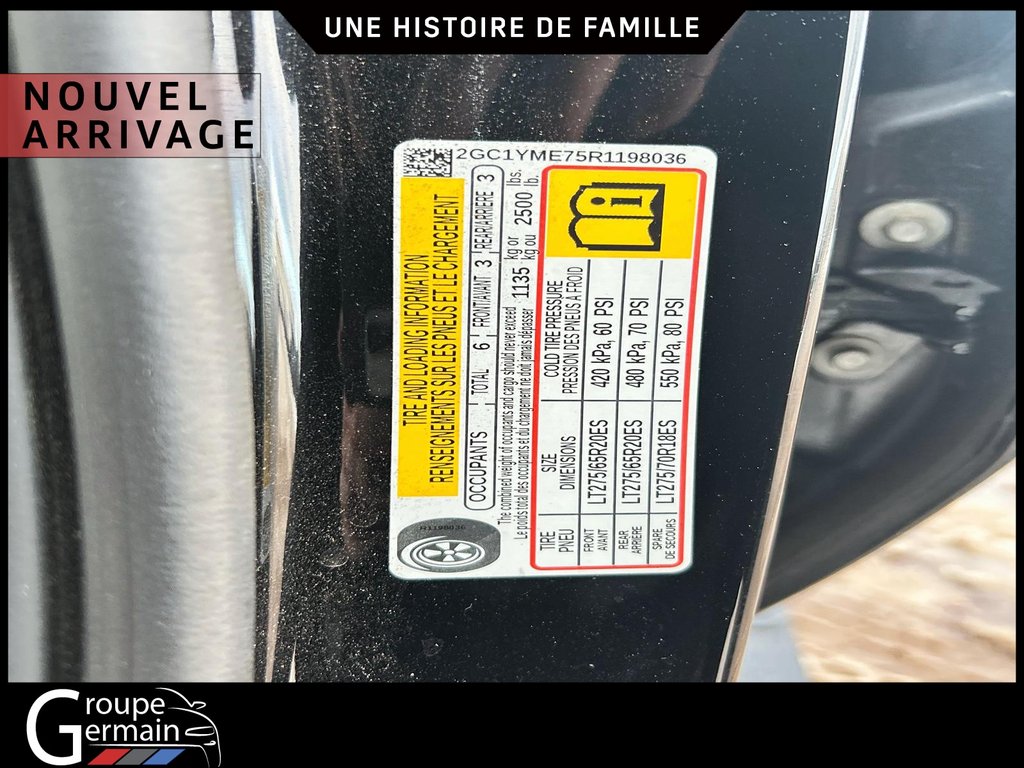 UNE HISTOIRE DE FAMILLE
NOUVEL
ARRIVAGE
2GC1YME75R1198036
TIRE AND LOADING INFORMATION
RENSEIGNEMENTS SUR LES PNEUS ET LE CHARGEMENT
OCCUPANTS TOTAL 6 FRONT/AVANT 3 REAR/ARRIÈRE 3
The combined weight of occupants and cargo should never exceed 1135 kg or 2500 lbs.
Le poids total des occupants et du chargement ne doit jamais dépasser kg ou lb.
TIRE SIZE COLD TIRE PRESSURE
PNEU DIMENSIONS PRESSION DES PNEUS A FROID
FRONT
AVANT LT275/65R20ES 420 kPa, 60 PSI
REAR
ARRIÈRE LT275/65R20ES 480 kPa, 70 PSI
SPARE
DE SECOURS LT275/70R18ES 550 kPa, 80 PSI
R1198036
Groupe
Germain